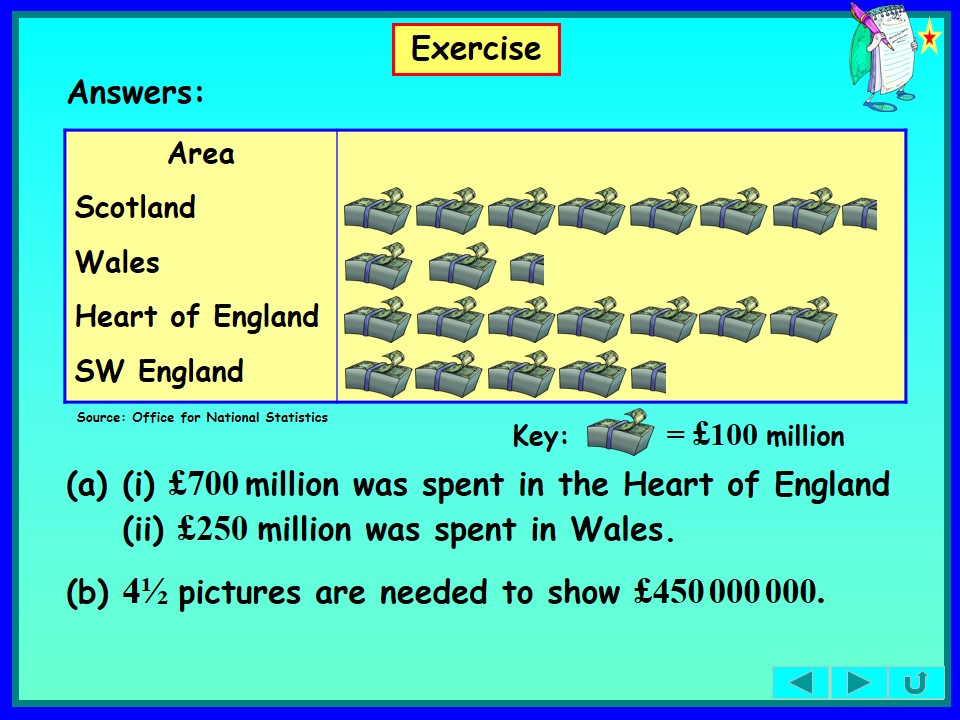 Exercise
Answers:
Area
Scotland
Wales
Heart of England
SW England
Source: Office for National Statistics
Key: = £100 million
(a) (i) £700 million was spent in the Heart of England
(ii) £250 million was spent in Wales.
(b) 4½ pictures are needed to show £450 000 000.